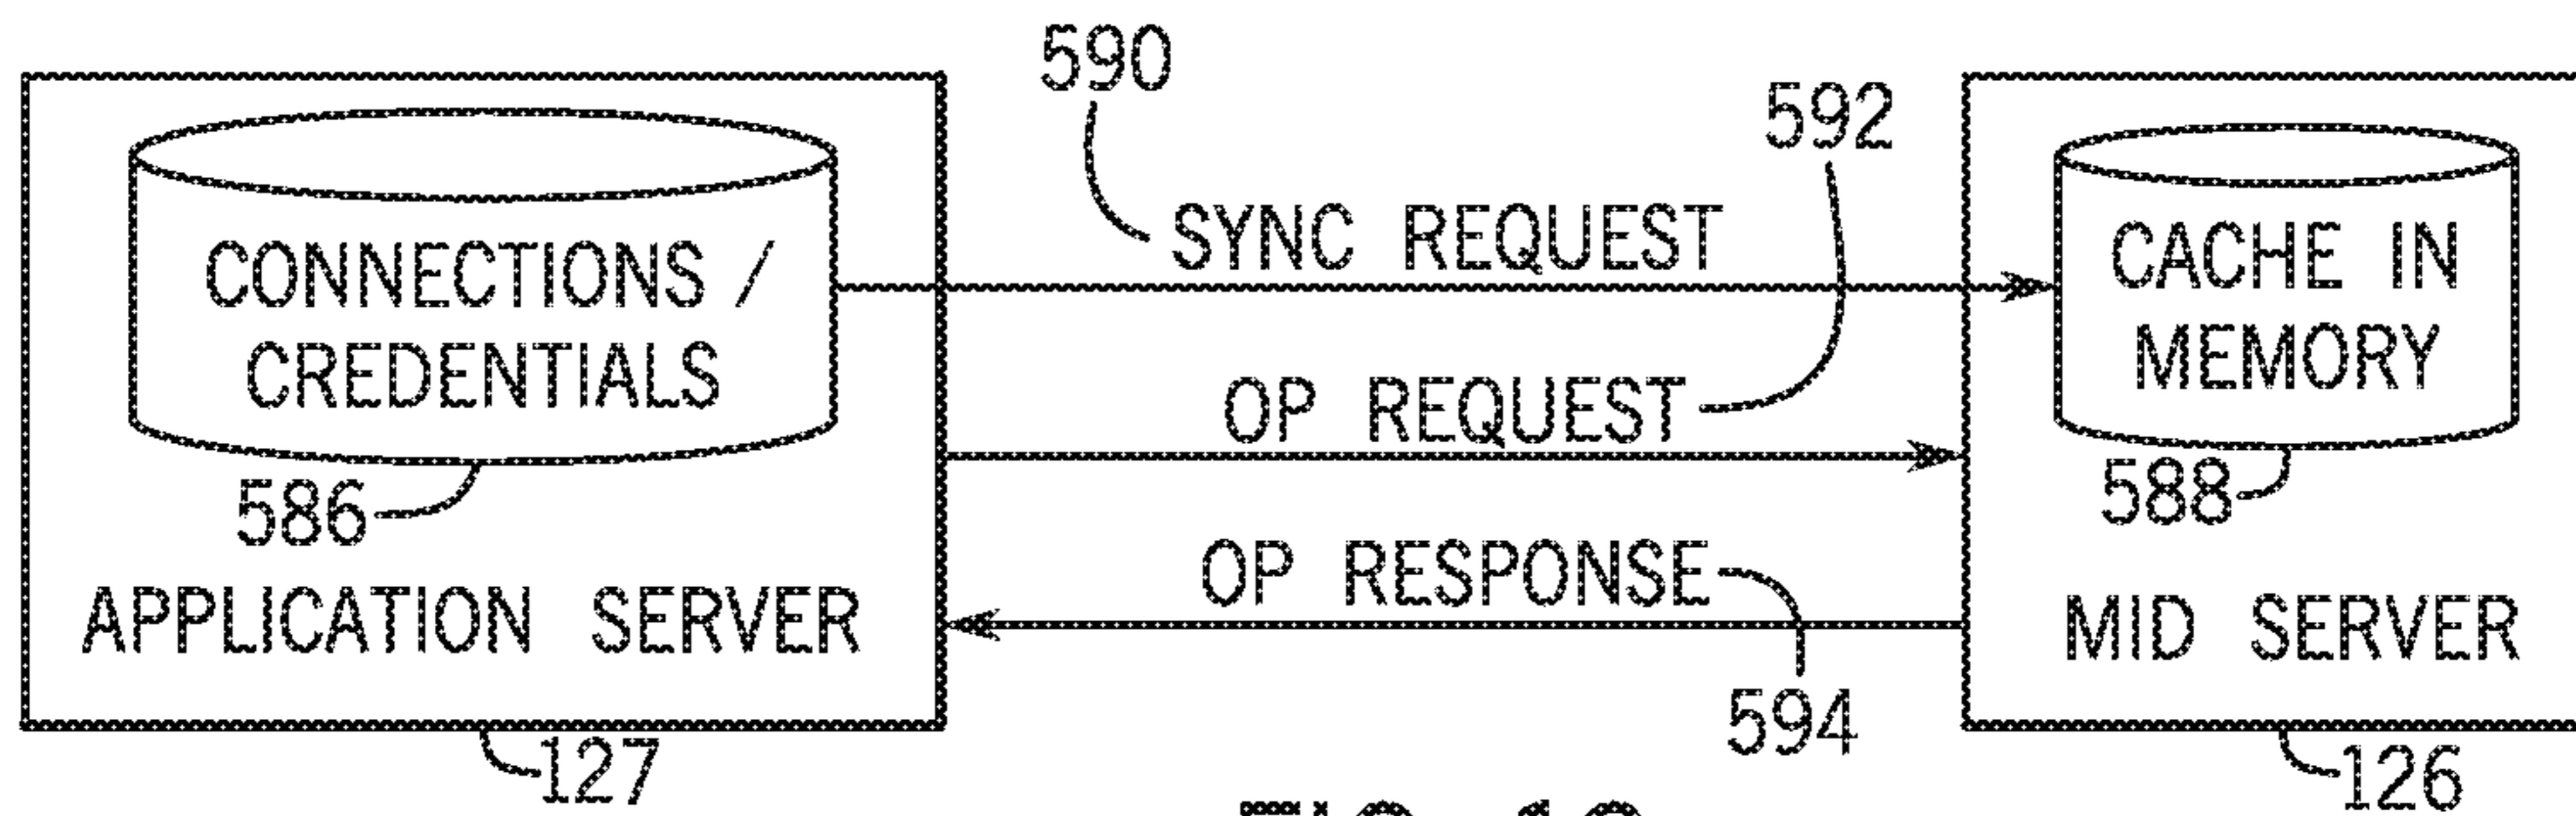 590
592
SYNC REQUEST
CONNECTIONS /
CREDENTIALS
CACHE IN
MEMORY
OP REQUEST
586
588
OP RESPONSE
APPLICATION SERVER
MID SERVER
594
127
126